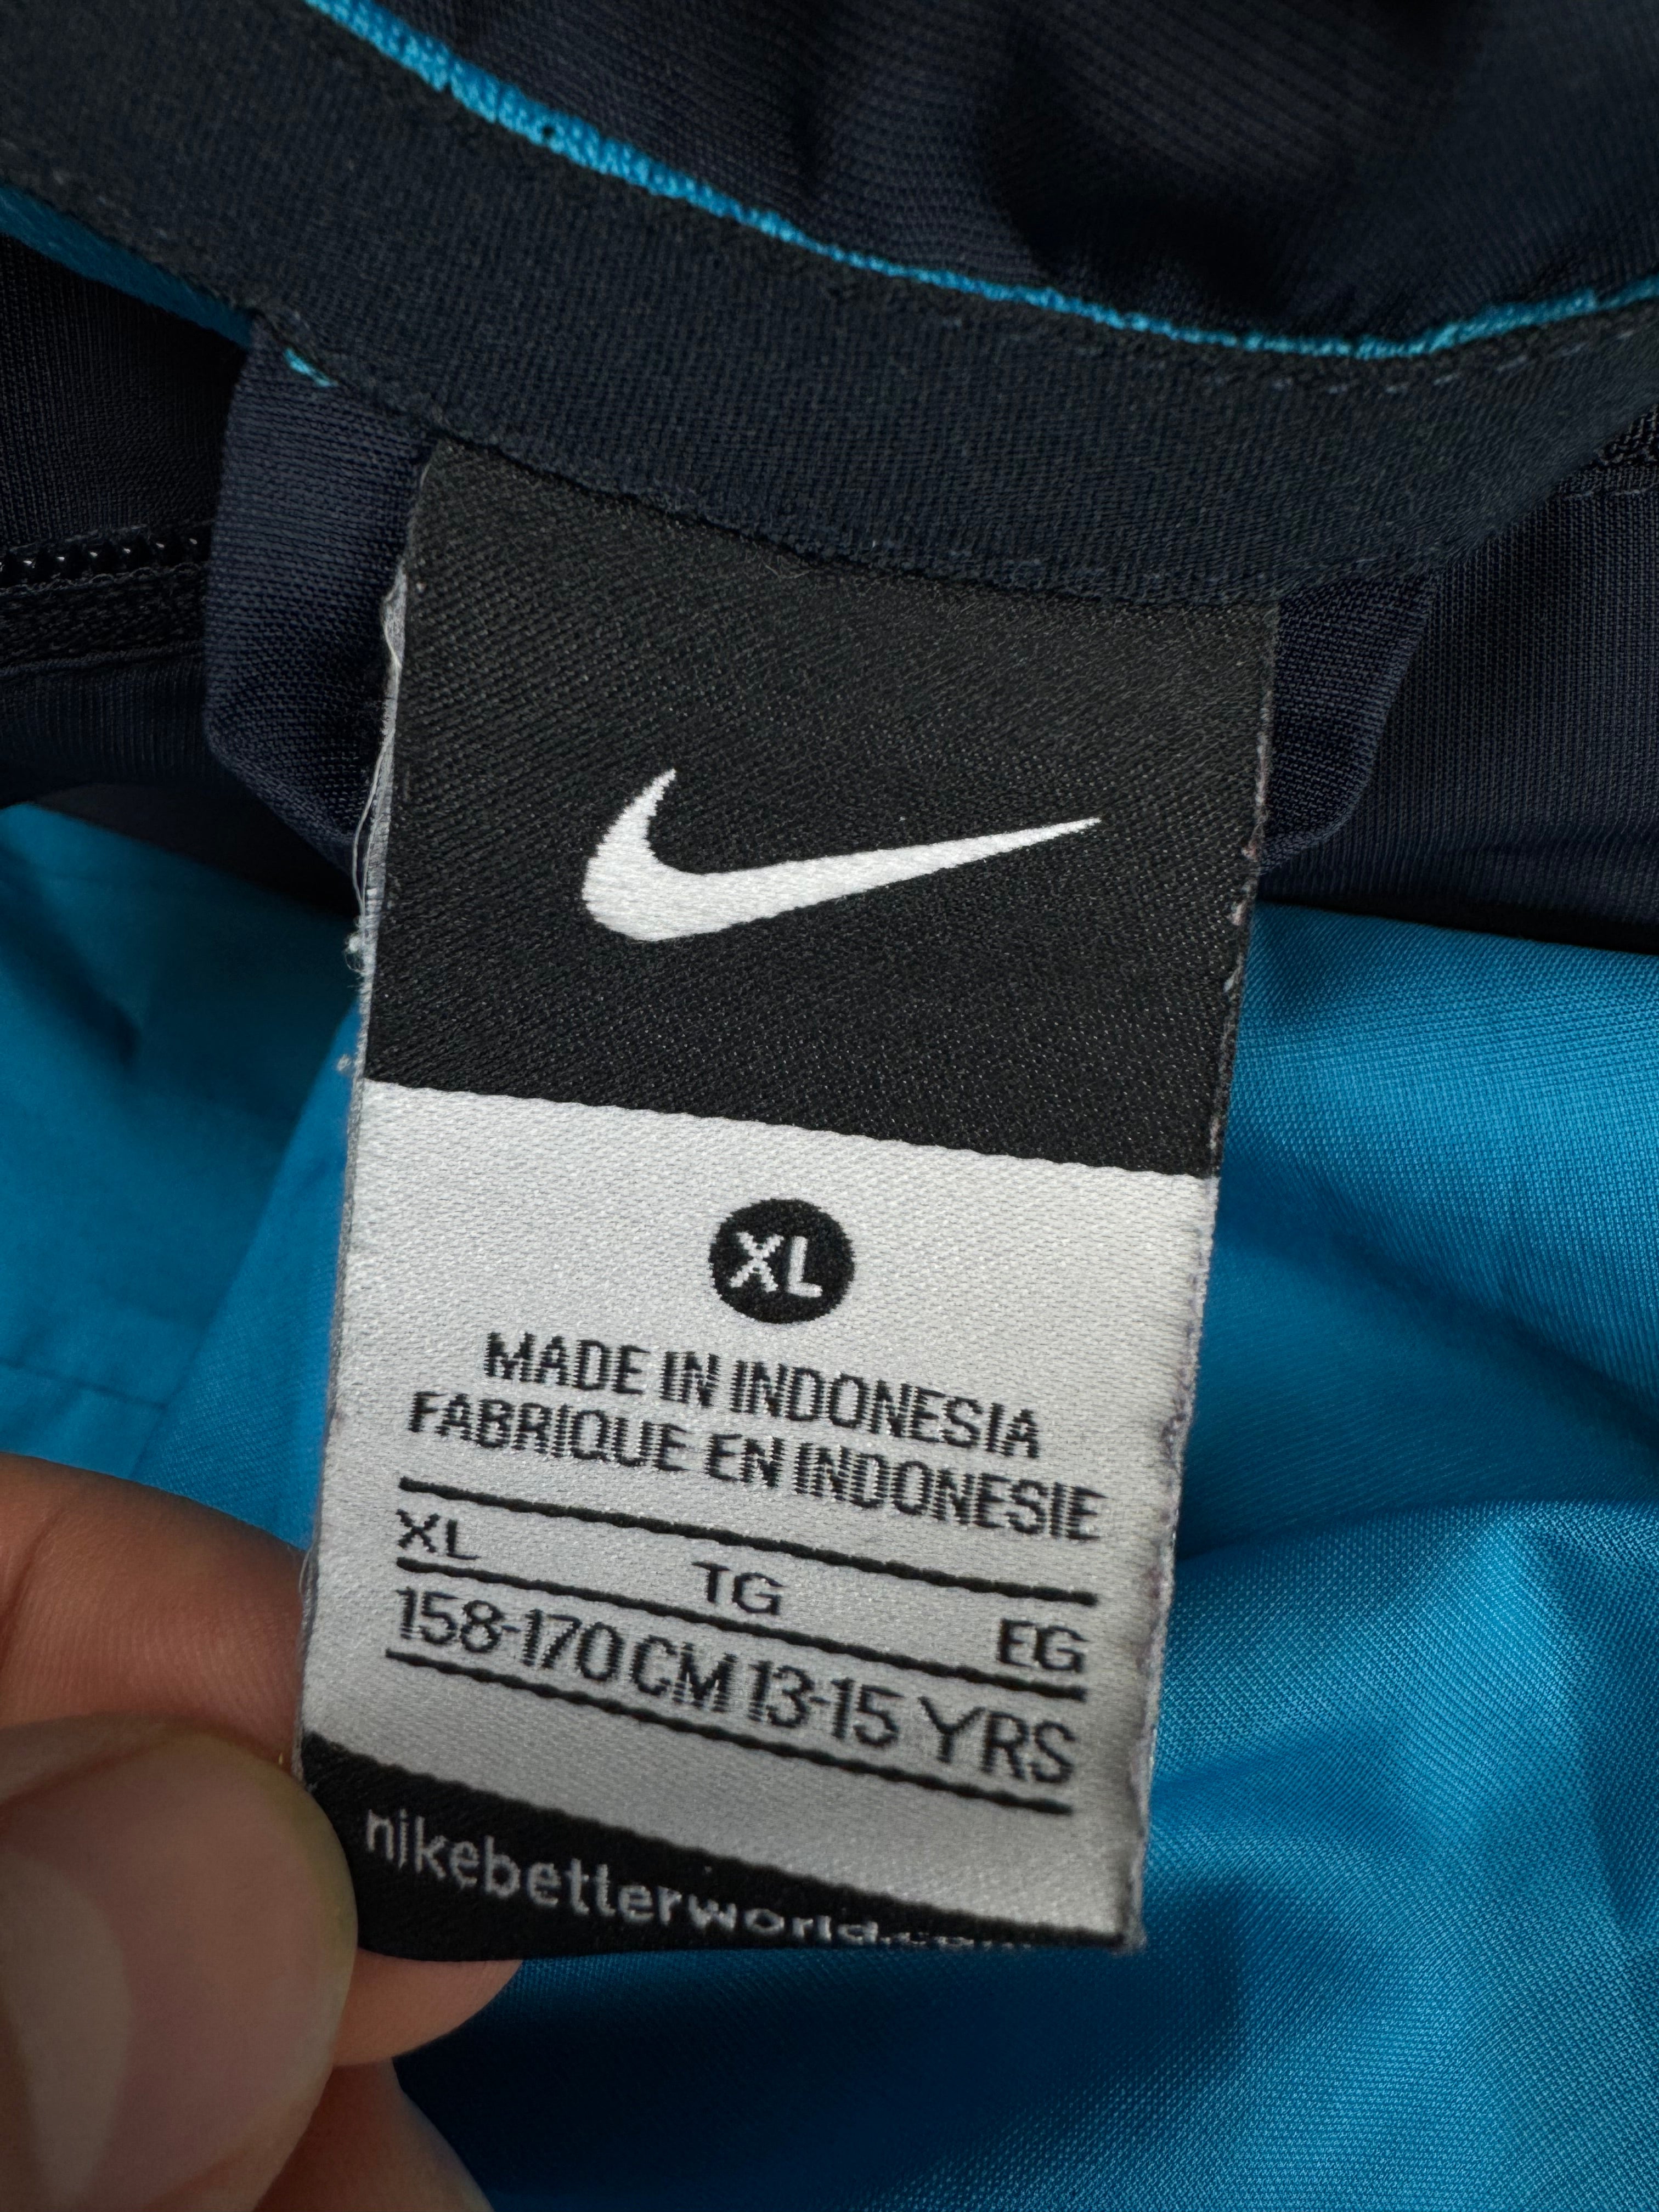 XL
MADE IN INDONESIA
FABRIQUE EN INDONESIE
XL TG EG
158-170 CM 13-15 YRS
nikebetterworld.com